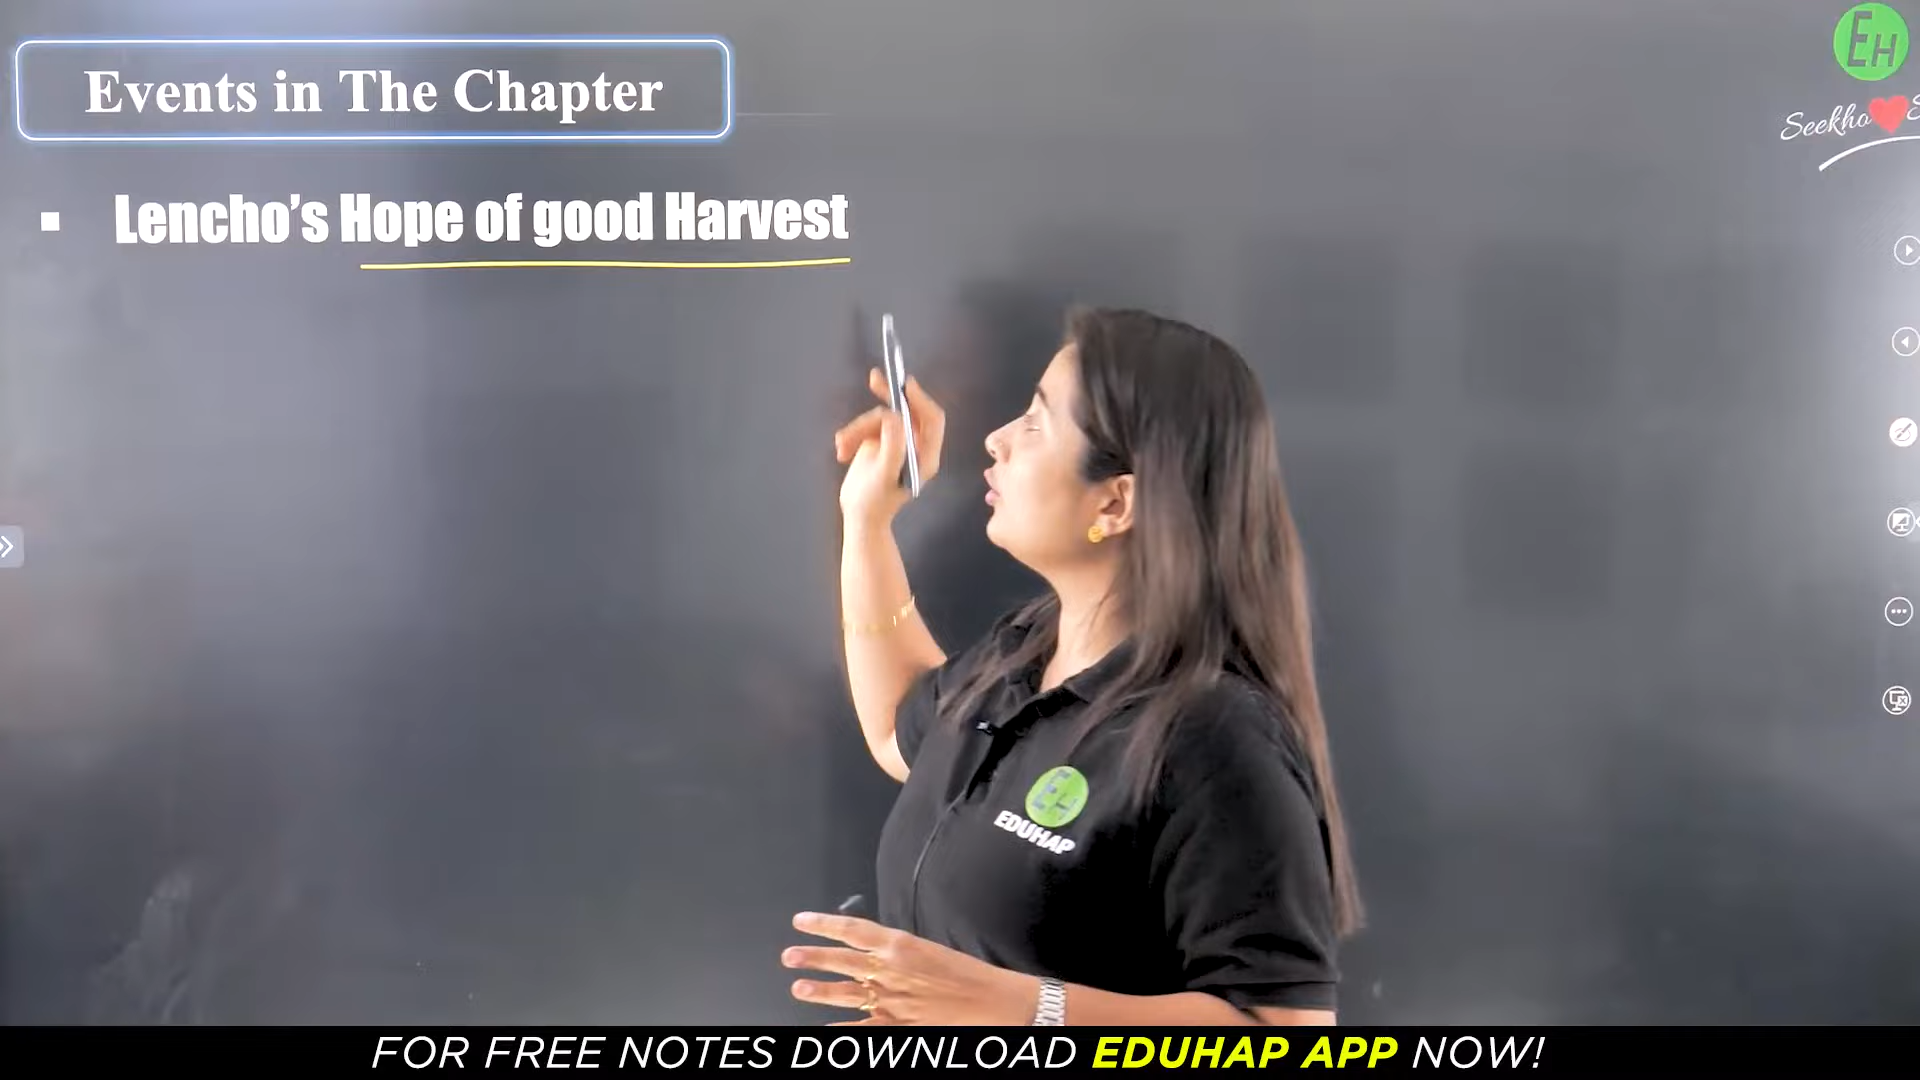 Events in The Chapter
EH
Seekho
▪ Lencho's Hope of good Harvest
EH
EDUHAP
FOR FREE NOTES DOWNLOAD EDUHAP APP NOW!